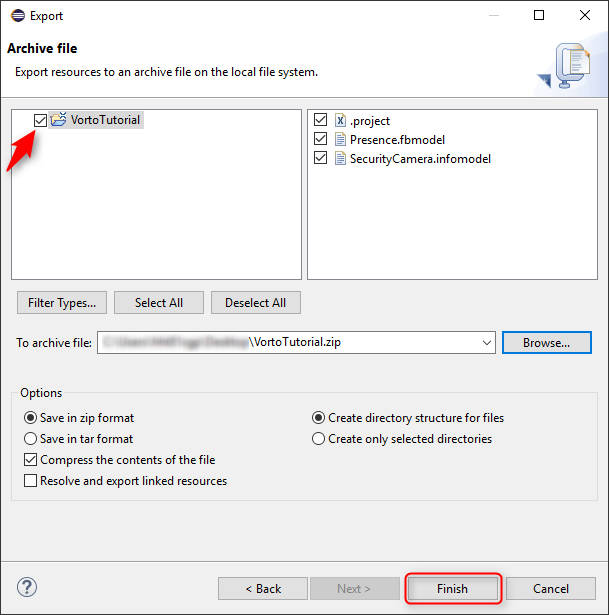 Export
Archive file
Export resources to an archive file on the local file system.
VortoTutorial
.project
Presence.fbmodel
SecurityCamera.infomodel
Filter Types...
Select All
Deselect All
To archive file:
\VortoTutorial.zip
Browse...
Options
Save in zip format
Create directory structure for files
Save in tar format
Create only selected directories
Compress the contents of the file
Resolve and export linked resources
< Back
Next >
Finish
Cancel